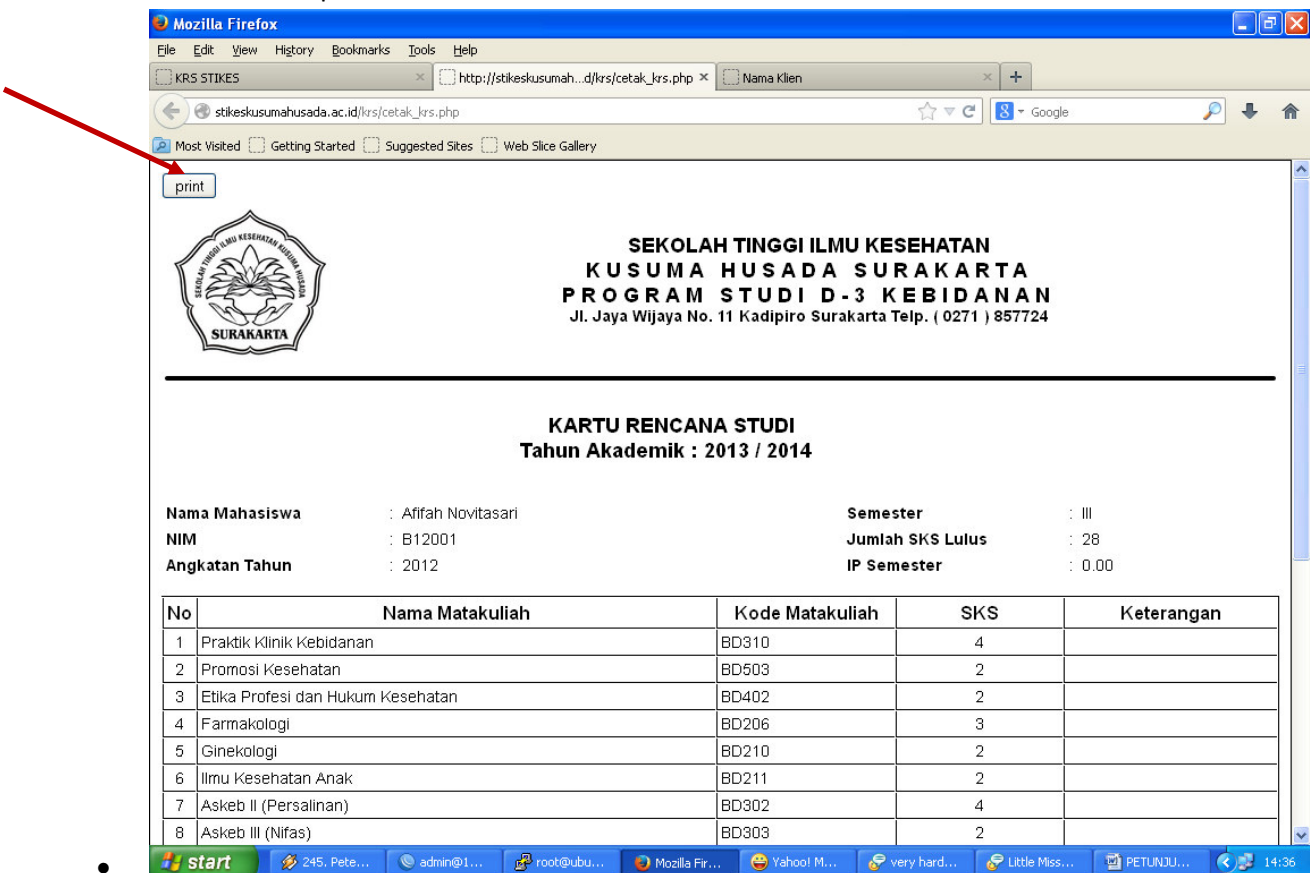 Mozilla Firefox
File Edit View History Bookmarks Tools Help
KRS STIKES × http://stikeskusumah...d/krs/cetak_krs.php × Nama Klien × +
stikeskusumahusada.ac.id/krs/cetak_krs.php 8 Google
Most Visited Getting Started Suggested Sites Web Slice Gallery
print
SEKOLAH TINGGI ILMU KESEHATAN KUSUMA HUSADA
SURAKARTA
SEKOLAH TINGGI ILMU KESEHATAN
KUSUMA HUSADA SURAKARTA
PROGRAM STUDI D-3 KEBIDANAN
Jl. Jaya Wijaya No. 11 Kadipiro Surakarta Telp. ( 0271 ) 857724
KARTU RENCANA STUDI
Tahun Akademik : 2013 / 2014
Nama Mahasiswa : Afifah Novitasari Semester : III
NIM : B12001 Jumlah SKS Lulus : 28
Angkatan Tahun : 2012 IP Semester : 0.00
No Nama Matakuliah Kode Matakuliah SKS Keterangan
1 Praktik Klinik Kebidanan BD310 4
2 Promosi Kesehatan BD503 2
3 Etika Profesi dan Hukum Kesehatan BD402 2
4 Farmakologi BD206 3
5 Ginekologi BD210 2
6 Ilmu Kesehatan Anak BD211 2
7 Askeb II (Persalinan) BD302 4
8 Askeb III (Nifas) BD303 2
start 245. Pete... admin@1... root@ubu... Mozilla Fir... Yahoo! M... very hard... Little Miss... PETUNJU... 14:36